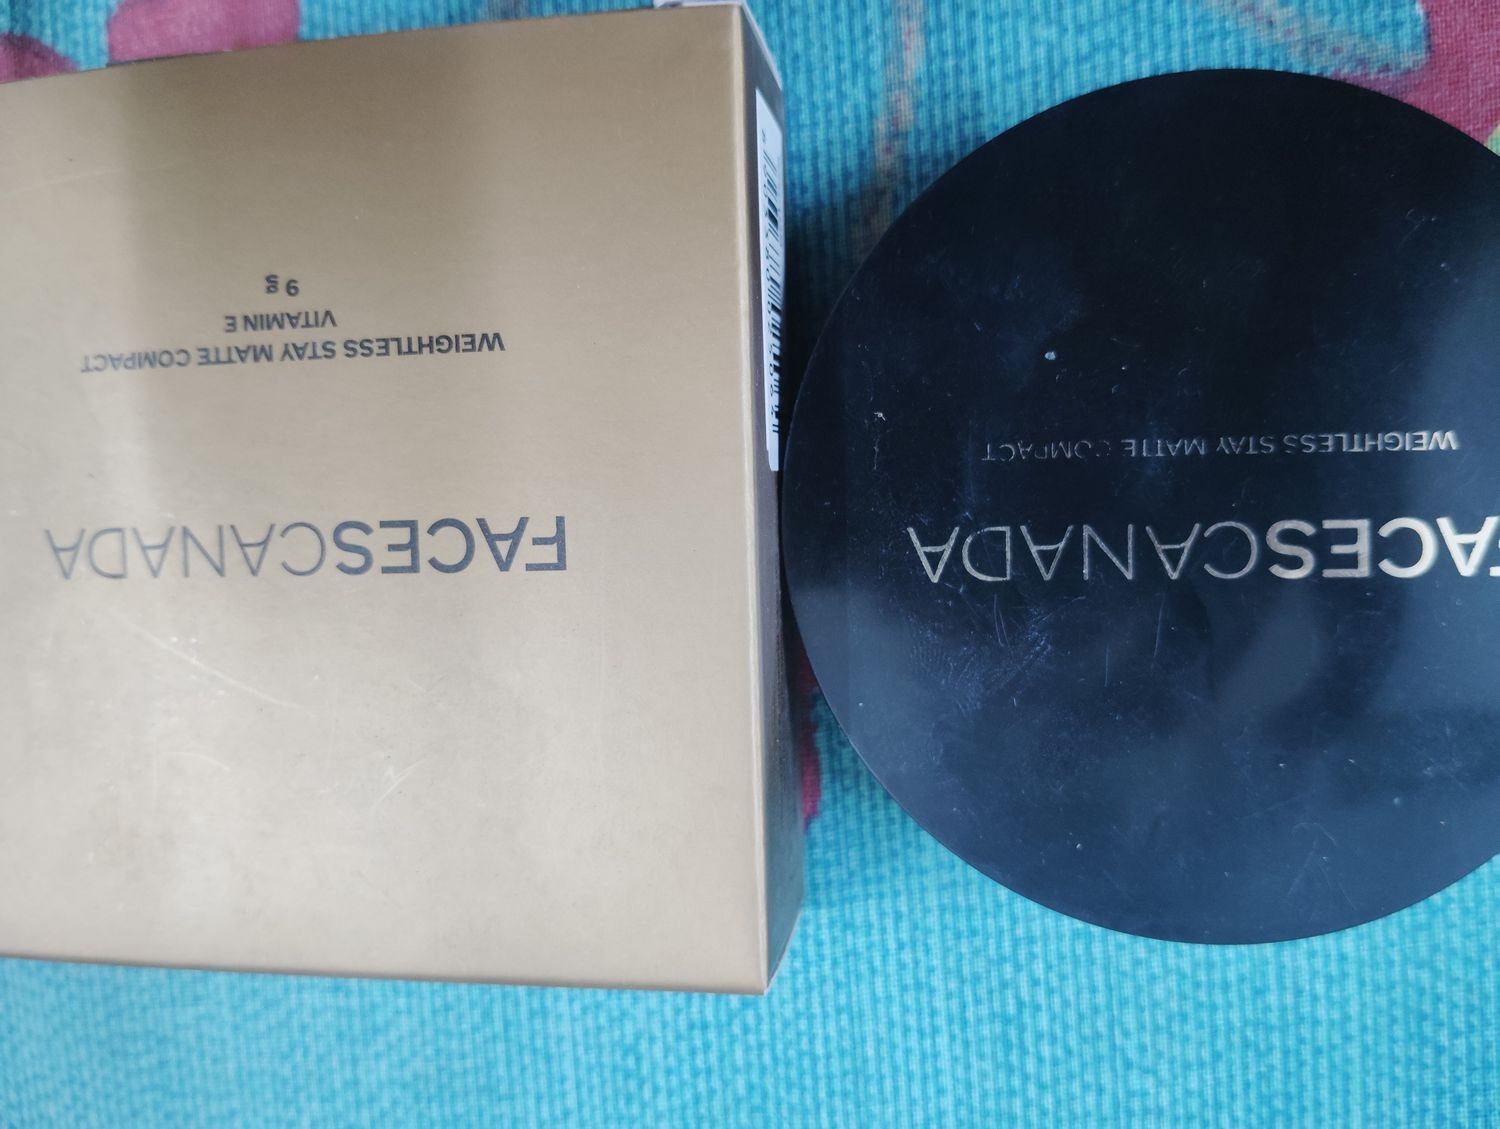 FACESCANADA
WEIGHTLESS STAY MATTE COMPACT
VITAMIN E
9 g
FACESCANADA
WEIGHTLESS STAY MATTE COMPACT